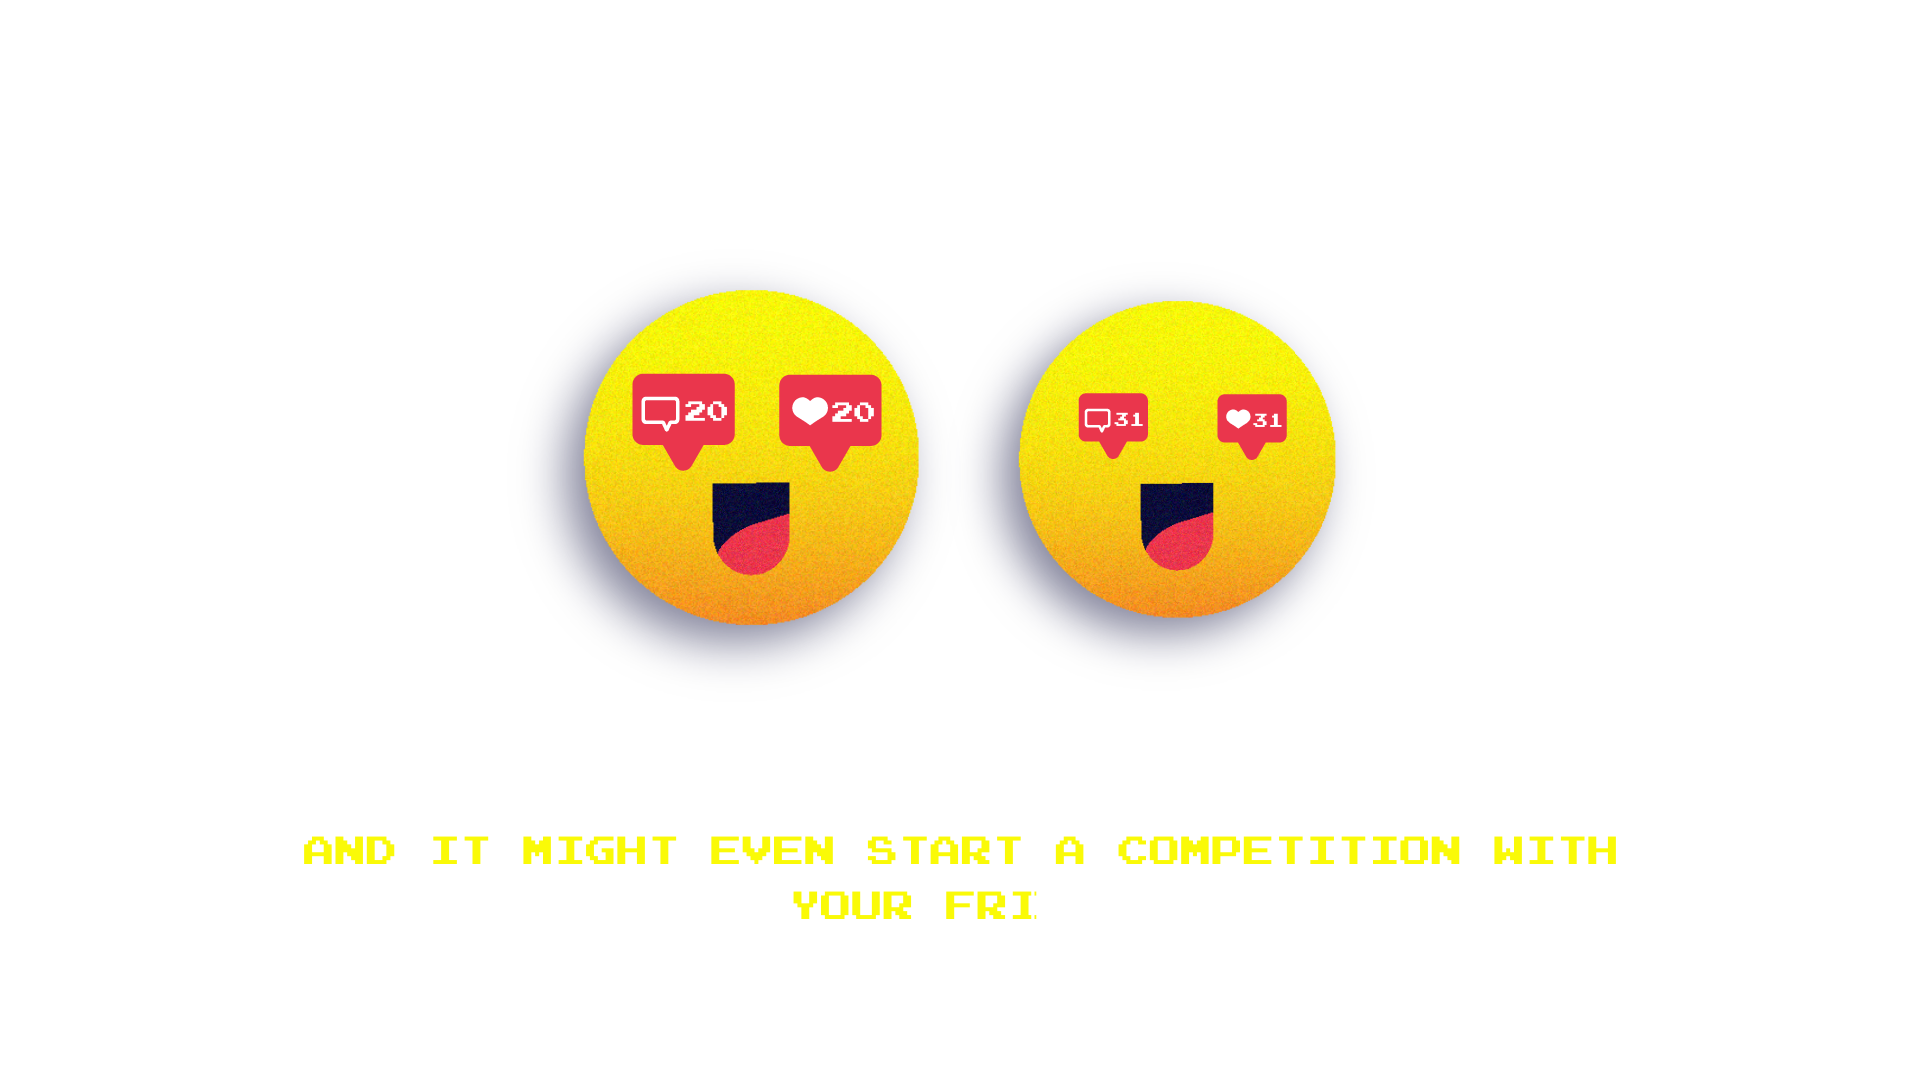 20 20
31 31
AND IT MIGHT EVEN START A COMPETITION WITH
YOUR FRI